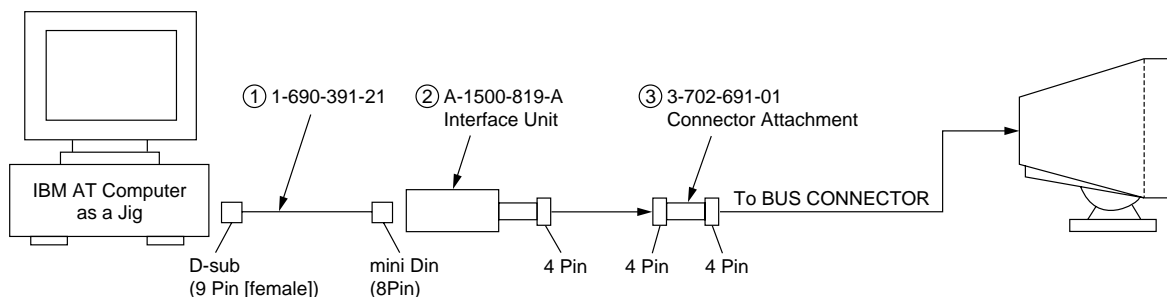 ① 1-690-391-21
② A-1500-819-A
Interface Unit
③ 3-702-691-01
Connector Attachment
IBM AT Computer
as a Jig
To BUS CONNECTOR
D-sub
(9 Pin [female])
mini Din
(8Pin)
4 Pin
4 Pin
4 Pin